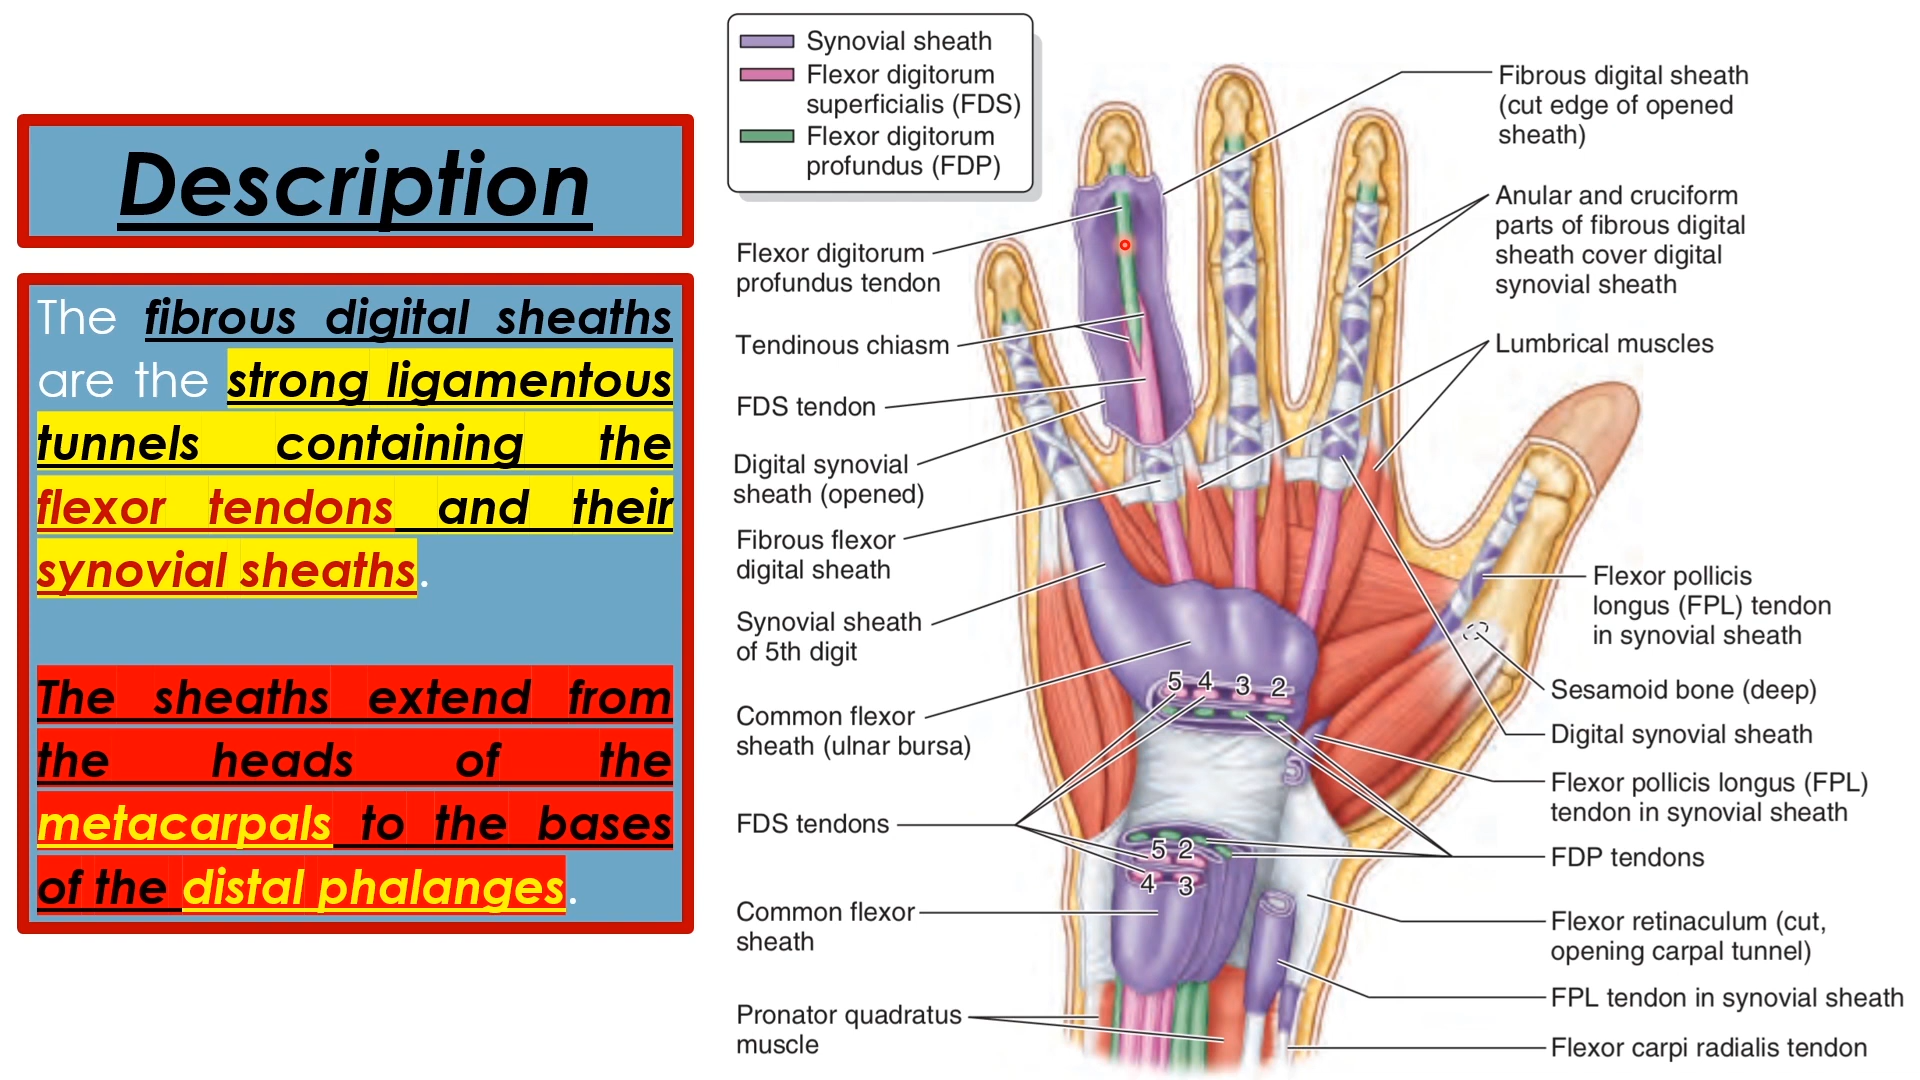 Description
The fibrous digital sheaths
are the strong ligamentous
tunnels containing the
flexor tendons and their
synovial sheaths.
The sheaths extend from
the heads of the
metacarpals to the bases
of the distal phalanges.
Synovial sheath
Flexor digitorum
superficialis (FDS)
Flexor digitorum
profundus (FDP)
Flexor digitorum
profundus tendon
Tendinous chiasm
FDS tendon
Digital synovial
sheath (opened)
Fibrous flexor
digital sheath
Synovial sheath
of 5th digit
Common flexor
sheath (ulnar bursa)
FDS tendons
Common flexor
sheath
Pronator quadratus
muscle
5 4 3 2
5 2
4 3
Fibrous digital sheath
(cut edge of opened
sheath)
Anular and cruciform
parts of fibrous digital
sheath cover digital
synovial sheath
Lumbrical muscles
Flexor pollicis
longus (FPL) tendon
in synovial sheath
Sesamoid bone (deep)
Digital synovial sheath
Flexor pollicis longus (FPL)
tendon in synovial sheath
FDP tendons
Flexor retinaculum (cut,
opening carpal tunnel)
FPL tendon in synovial sheath
Flexor carpi radialis tendon